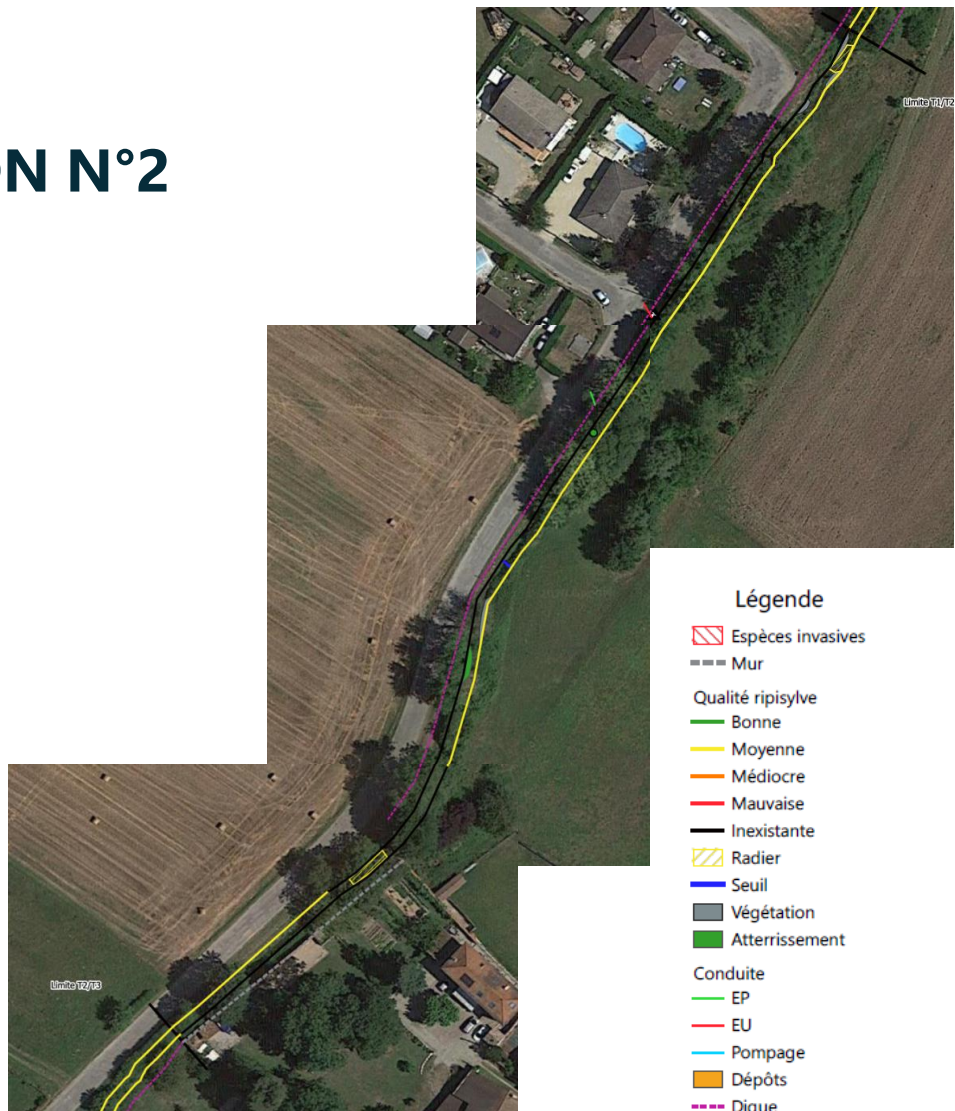 N N°2
Limite T1/T2
Limite T2/T3
Légende
Espèces invasives
Mur
Qualité ripisylve
Bonne
Moyenne
Médiocre
Mauvaise
Inexistante
Radier
Seuil
Végétation
Atterrissement
Conduite
EP
EU
Pompage
Dépôts
Digue